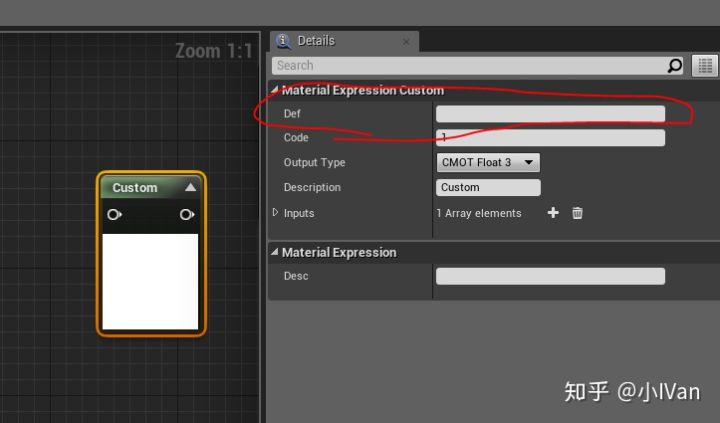 Zoom 1:1
Details
Search
Material Expression Custom
Def
Code 1
Output Type CMOT Float 3
Description Custom
Inputs 1 Array elements
Material Expression
Desc
Custom
知乎 @小IVan